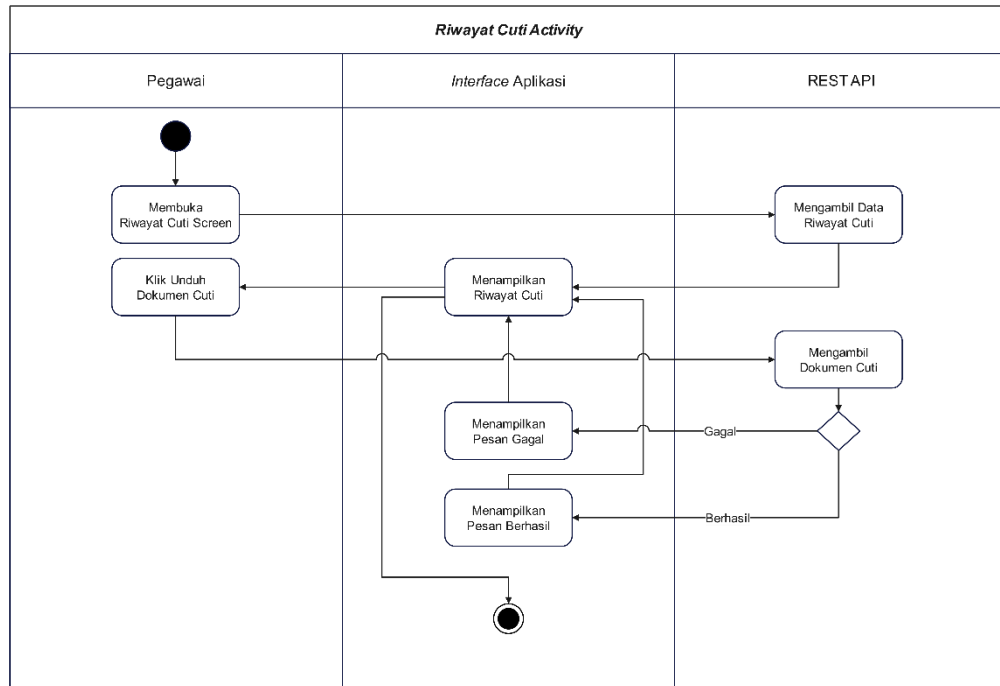 Riwayat Cuti Activity
Pegawai
Interface Aplikasi
REST API
Membuka
Riwayat Cuti Screen
Mengambil Data
Riwayat Cuti
Klik Unduh
Dokumen Cuti
Menampilkan
Riwayat Cuti
Mengambil
Dokumen Cuti
Menampilkan
Pesan Gagal
Gagal
Menampilkan
Pesan Berhasil
Berhasil